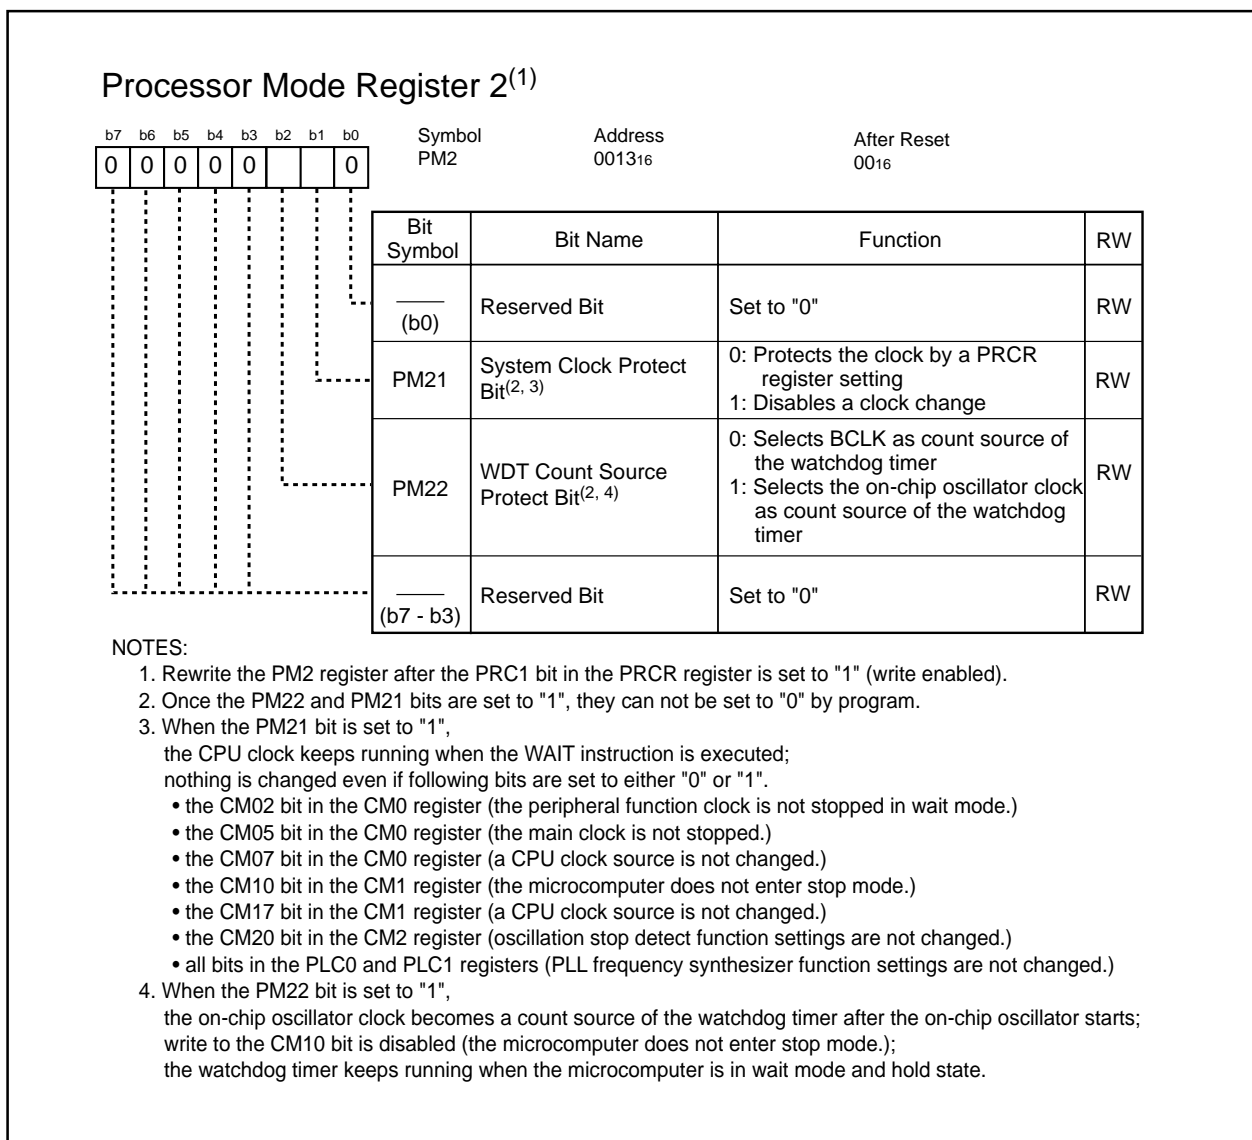 Processor Mode Register 2(1)
b7 b6 b5 b4 b3 b2 b1 b0
0 0 0 0 0 0
Symbol Address After Reset
PM2 001316 0016
Bit Symbol Bit Name Function RW
(b0) Reserved Bit Set to "0" RW
PM21 System Clock Protect Bit(2, 3) RW
0: Protects the clock by a PRCR
register setting
1: Disables a clock change
PM22 WDT Count Source Protect Bit(2, 4) RW
0: Selects BCLK as count source of
the watchdog timer
1: Selects the on-chip oscillator clock
as count source of the watchdog
timer
(b7 - b3) Reserved Bit Set to "0" RW
NOTES:
1. Rewrite the PM2 register after the PRC1 bit in the PRCR register is set to "1" (write enabled).
2. Once the PM22 and PM21 bits are set to "1", they can not be set to "0" by program.
3. When the PM21 bit is set to "1",
the CPU clock keeps running when the WAIT instruction is executed;
nothing is changed even if following bits are set to either "0" or "1".
• the CM02 bit in the CM0 register (the peripheral function clock is not stopped in wait mode.)
• the CM05 bit in the CM0 register (the main clock is not stopped.)
• the CM07 bit in the CM0 register (a CPU clock source is not changed.)
• the CM10 bit in the CM1 register (the microcomputer does not enter stop mode.)
• the CM17 bit in the CM1 register (a CPU clock source is not changed.)
• the CM20 bit in the CM2 register (oscillation stop detect function settings are not changed.)
• all bits in the PLC0 and PLC1 registers (PLL frequency synthesizer function settings are not changed.)
4. When the PM22 bit is set to "1",
the on-chip oscillator clock becomes a count source of the watchdog timer after the on-chip oscillator starts;
write to the CM10 bit is disabled (the microcomputer does not enter stop mode.);
the watchdog timer keeps running when the microcomputer is in wait mode and hold state.